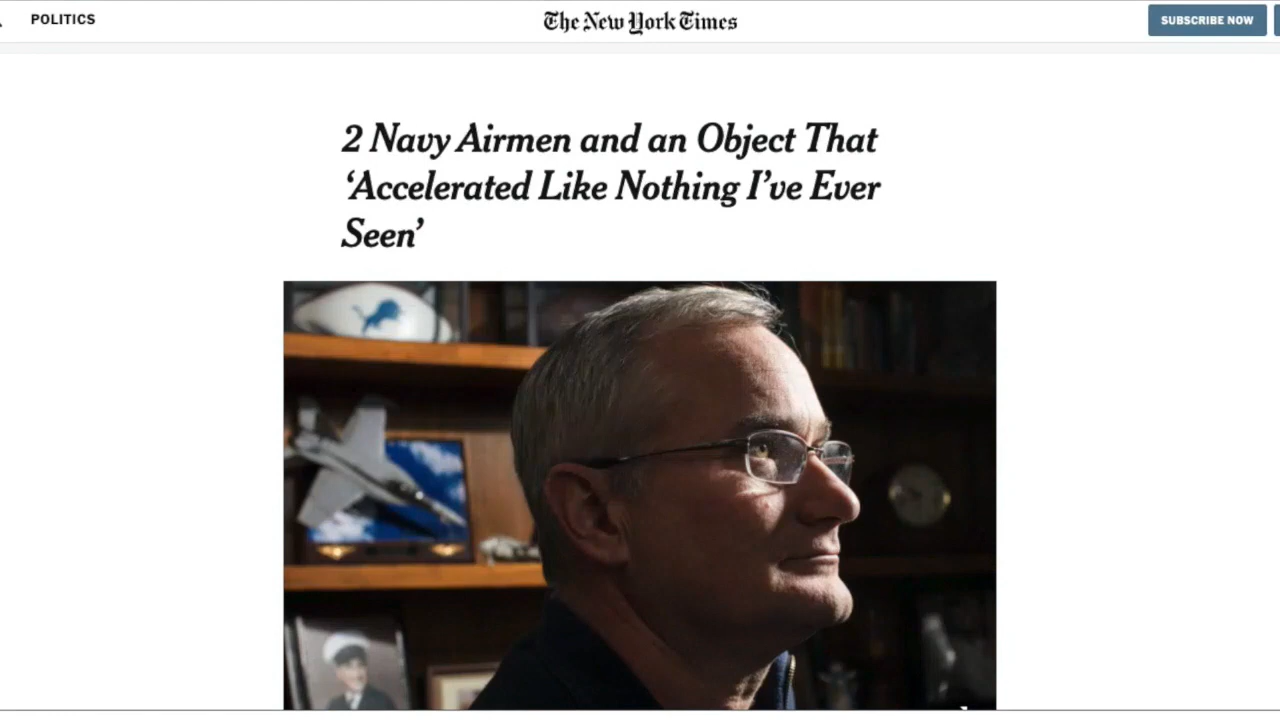 POLITICS
The New York Times
SUBSCRIBE NOW
2 Navy Airmen and an Object That
‘Accelerated Like Nothing I’ve Ever
Seen’